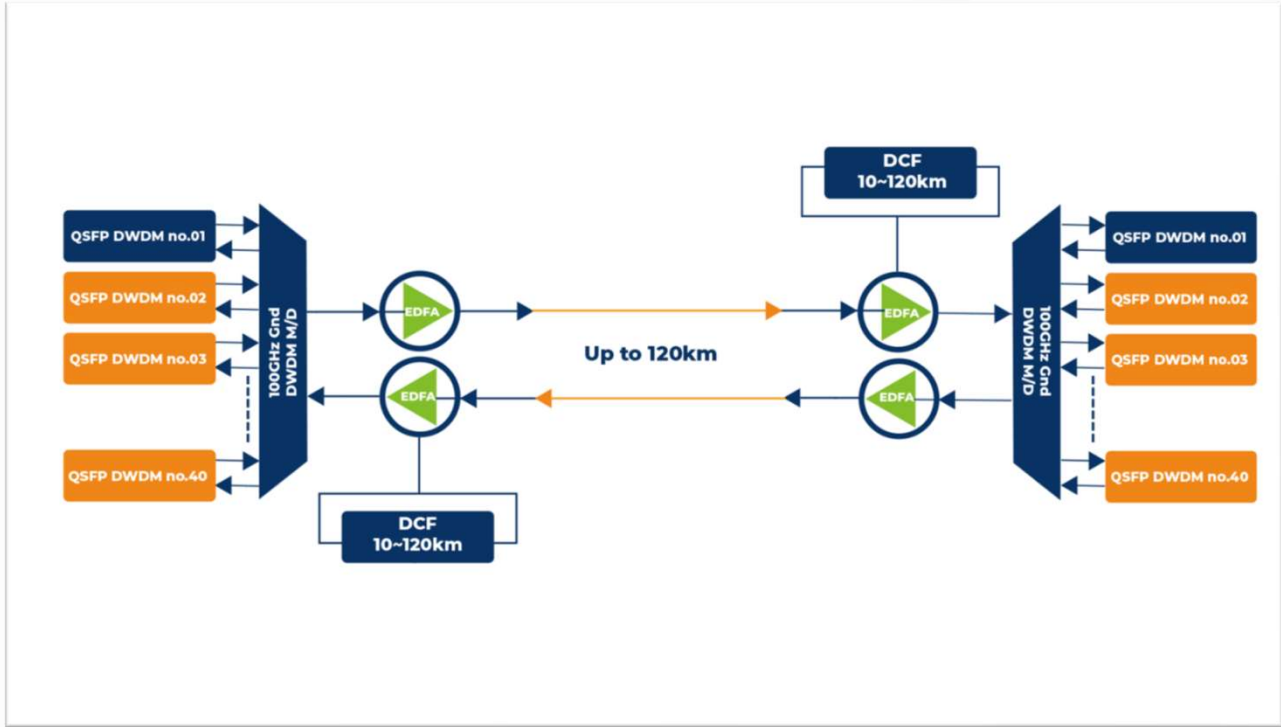 DCF
10~120km
QSFP DWDM no.01
QSFP DWDM no.02
QSFP DWDM no.03
QSFP DWDM no.40
100GHz Gnd
DWDM M/D
EDFA
EDFA
Up to 120km
EDFA
EDFA
100GHz Gnd
DWDM M/D
QSFP DWDM no.01
QSFP DWDM no.02
QSFP DWDM no.03
QSFP DWDM no.40
DCF
10~120km